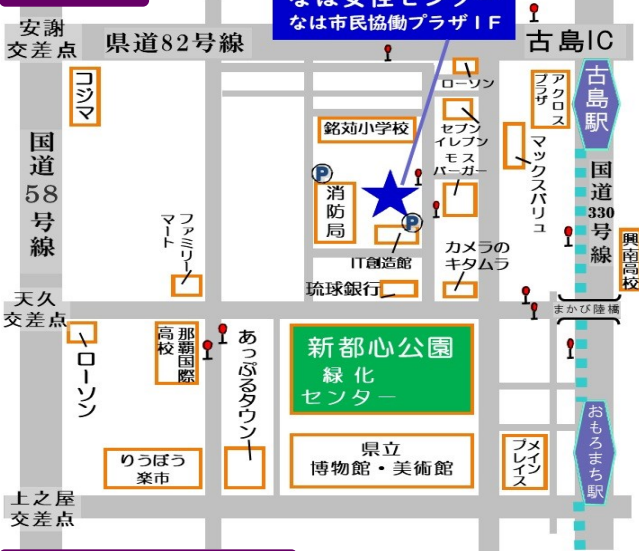 なは女性センター
なは市民協働プラザ1F
安謝
交差点
県道82号線
古島IC
コジマ
ローソン
アクロス
プラザ
古島駅
銘苅小学校
セブン
イレブン
モス
バーガー
マックスバリュ
国道58号線
P
消防局
P
国道330号線
興南高校
ファミリー
マート
IT創造館
カメラの
キタムラ
天久
交差点
琉球銀行
まかび陸橋
ローソン
那覇国際
高校
あっぷるタウン
新都心公園
緑化
センター
おもろまち駅
りうぼう
楽市
県立
博物館・美術館
メイン
プレイス
上之屋
交差点